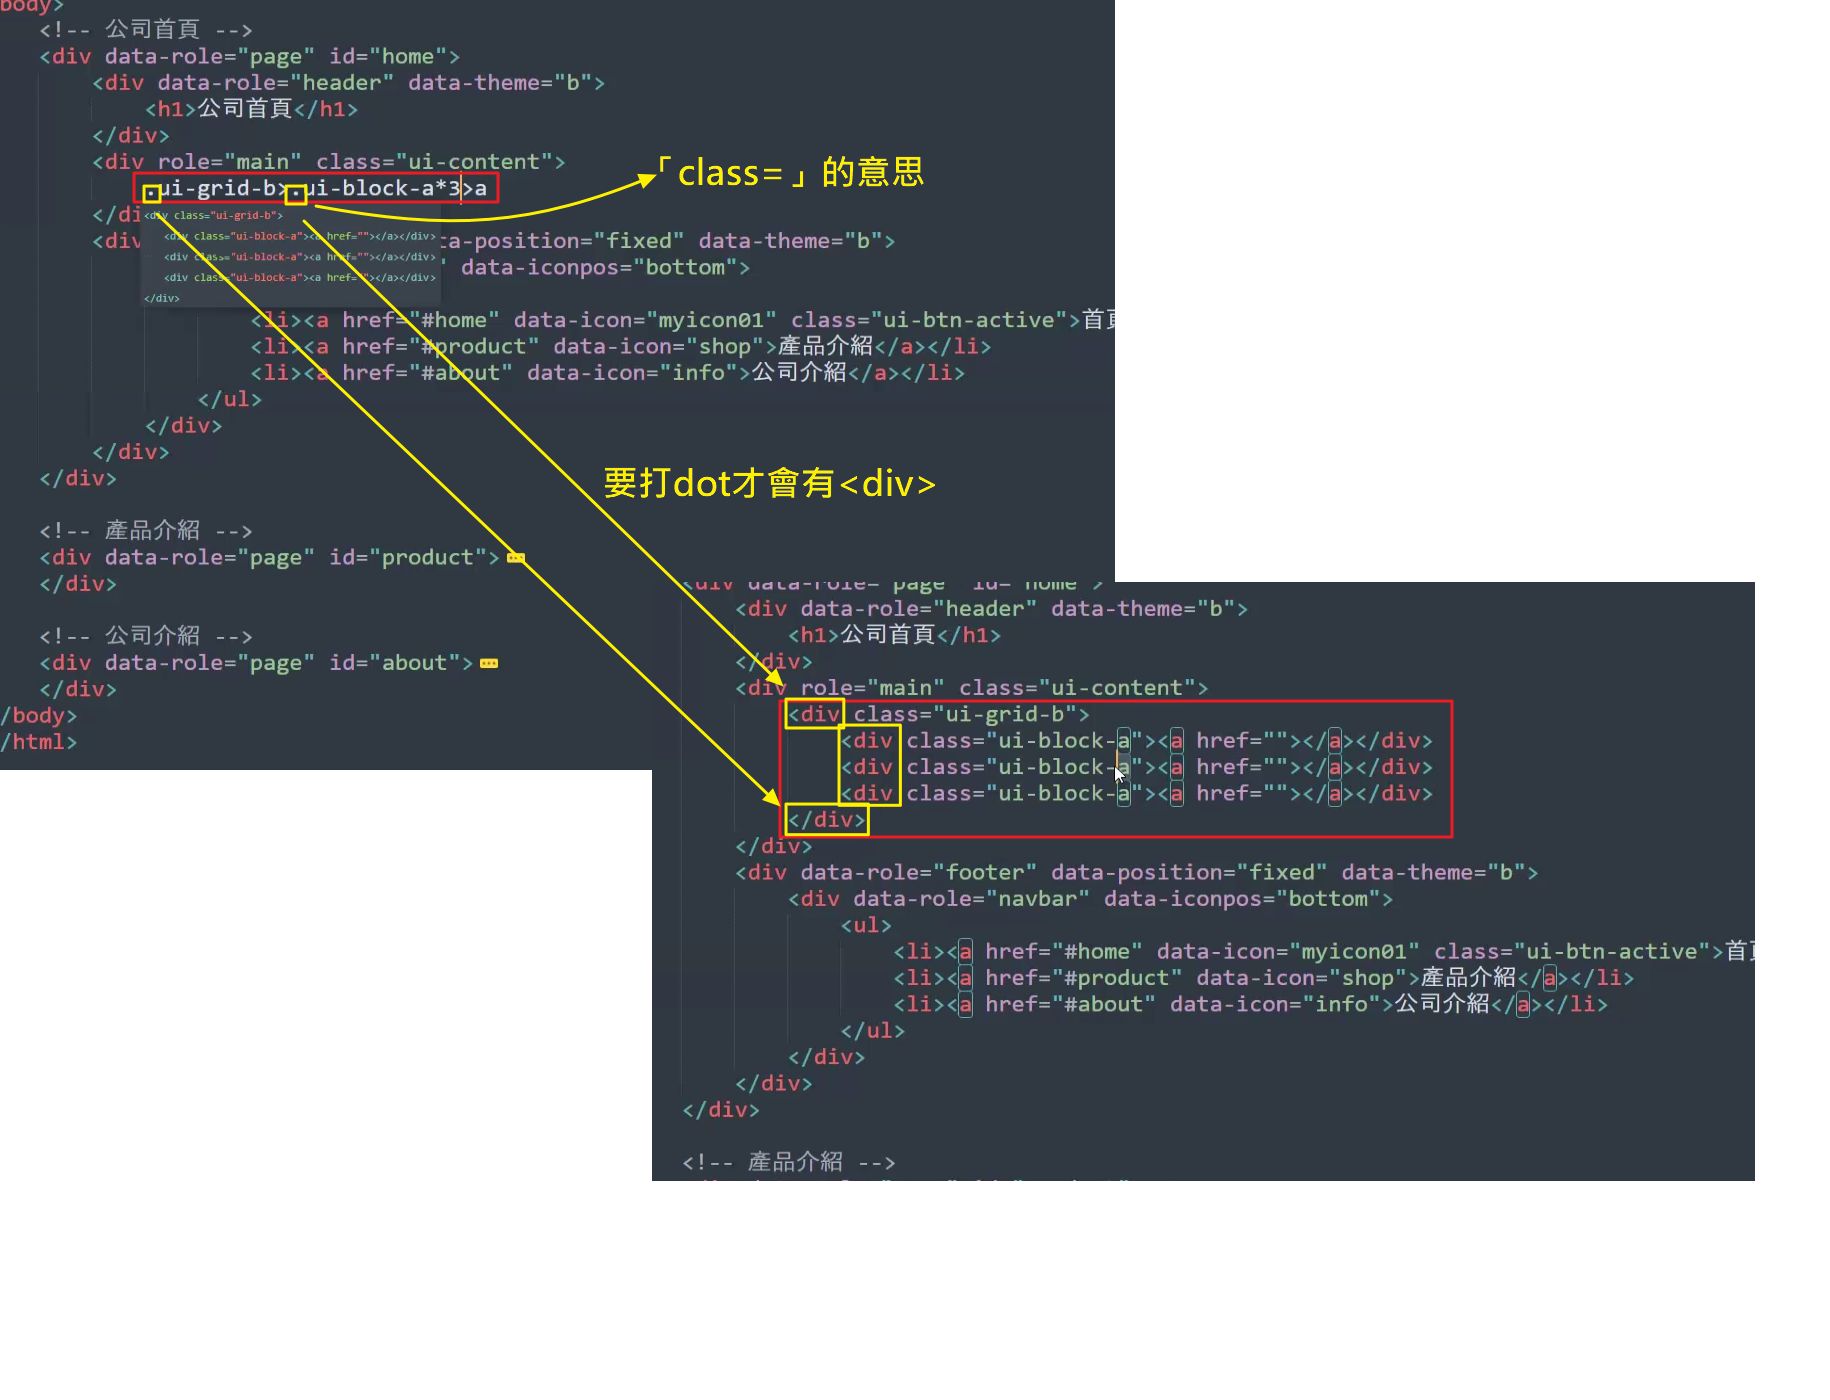 body>
<!-- 公司首頁 -->
<div data-role="page" id="home">
<div data-role="header" data-theme="b">
<h1>公司首頁</h1>
</div>
<div role="main" class="ui-content">
.ui-grid-b>.ui-block-a*3>a
「class=」的意思
</di
<div class="ui-grid-b">
<div class="ui-block-a"><a href=""></a></div>
<div class="ui-block-a"><a href=""></a></div>
<div class="ui-block-a"><a href=""></a></div>
</div>
<div ta-position="fixed" data-theme="b">
" data-iconpos="bottom">
<li><a href="#home" data-icon="myicon01" class="ui-btn-active">首頁
<li><a href="#product" data-icon="shop">產品介紹</a></li>
<li><a href="#about" data-icon="info">公司介紹</a></li>
</ul>
</div>
</div>
</div>
要打dot才會有<div>
<!-- 產品介紹 -->
<div data-role="page" id="product">
</div>
<!-- 公司介紹 -->
<div data-role="page" id="about">
</div>
/body>
/html>
<div data-role="page" id="home">
<div data-role="header" data-theme="b">
<h1>公司首頁</h1>
</div>
<div role="main" class="ui-content">
<div class="ui-grid-b">
<div class="ui-block-a"><a href=""></a></div>
<div class="ui-block-a"><a href=""></a></div>
<div class="ui-block-a"><a href=""></a></div>
</div>
</div>
<div data-role="footer" data-position="fixed" data-theme="b">
<div data-role="navbar" data-iconpos="bottom">
<ul>
<li><a href="#home" data-icon="myicon01" class="ui-btn-active">首頁
<li><a href="#product" data-icon="shop">產品介紹</a></li>
<li><a href="#about" data-icon="info">公司介紹</a></li>
</ul>
</div>
</div>
</div>
<!-- 產品介紹 -->